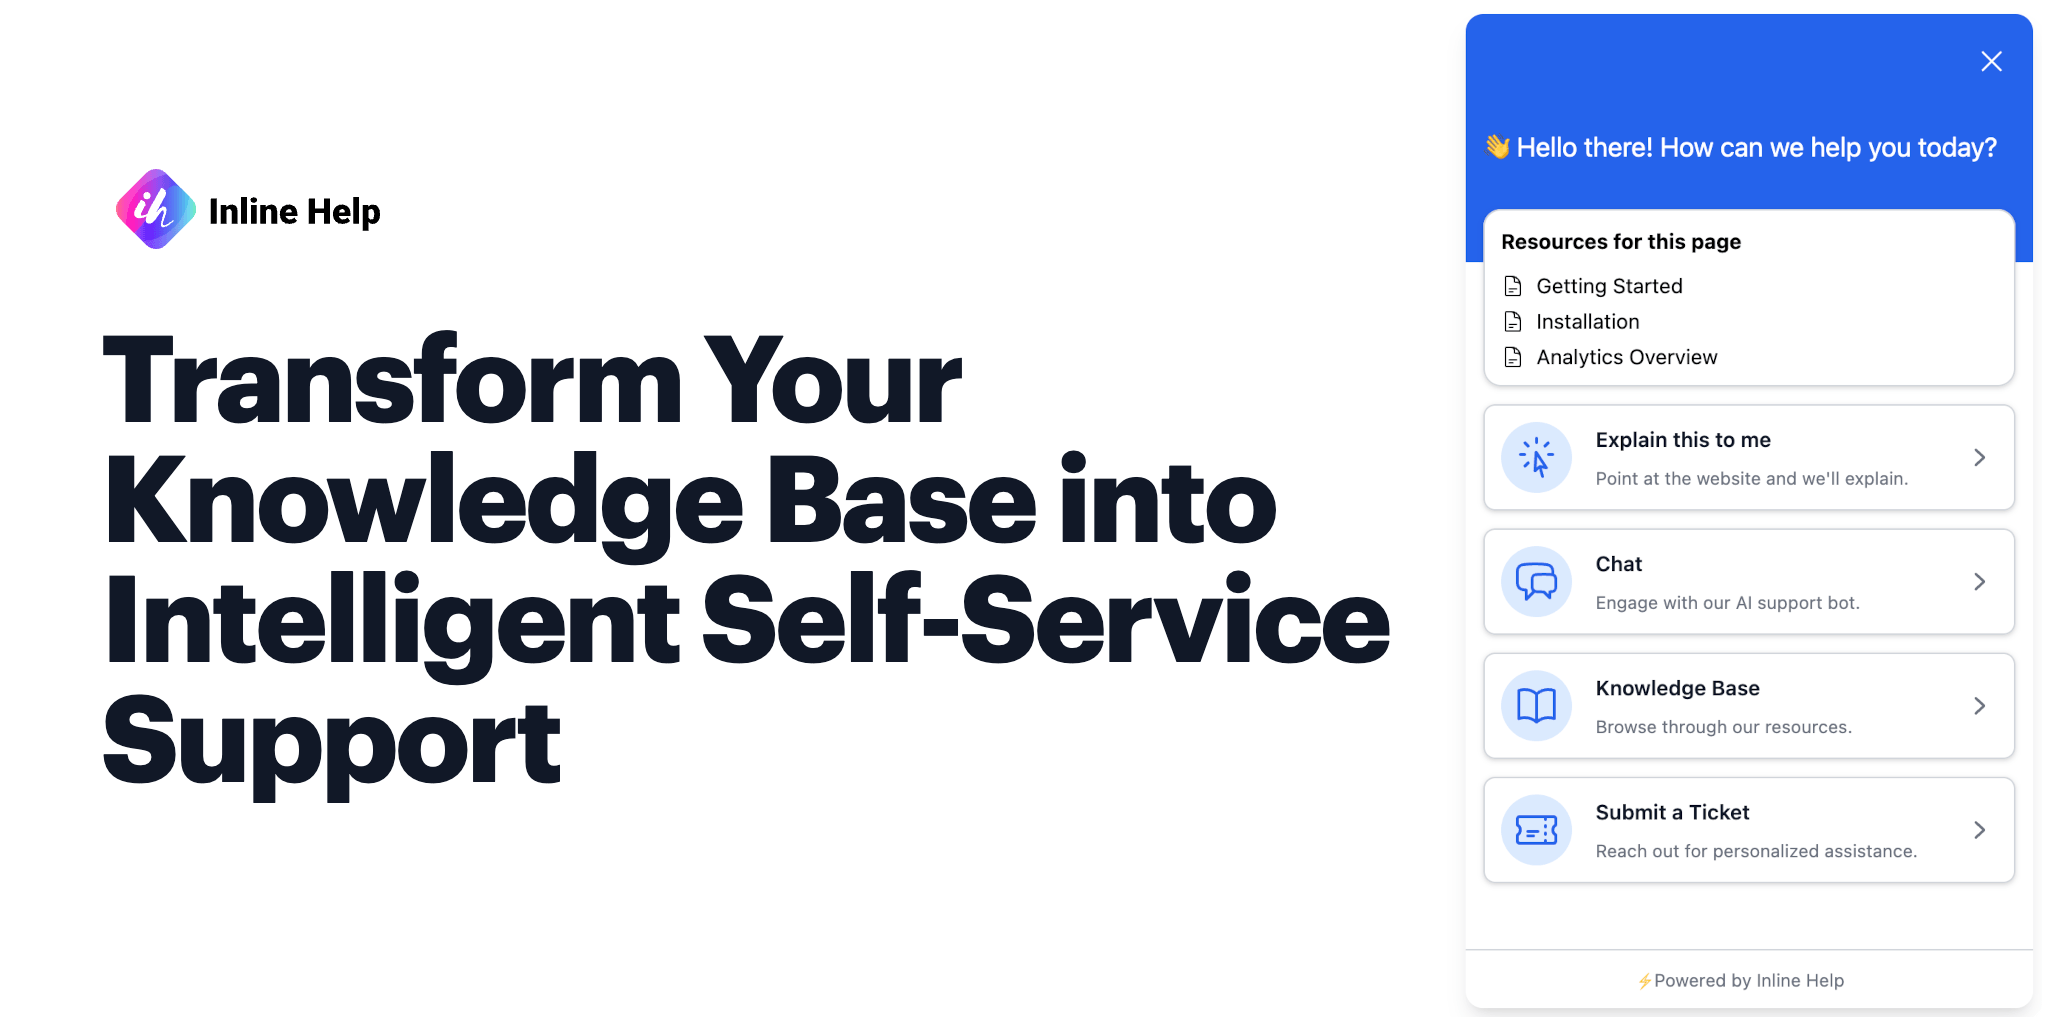 ih
Inline Help
Transform Your
Knowledge Base into
Intelligent Self-Service
Support
👋 Hello there! How can we help you today?
Resources for this page
Getting Started
Installation
Analytics Overview
Explain this to me
Point at the website and we'll explain.
Chat
Engage with our AI support bot.
Knowledge Base
Browse through our resources.
Submit a Ticket
Reach out for personalized assistance.
⚡Powered by Inline Help